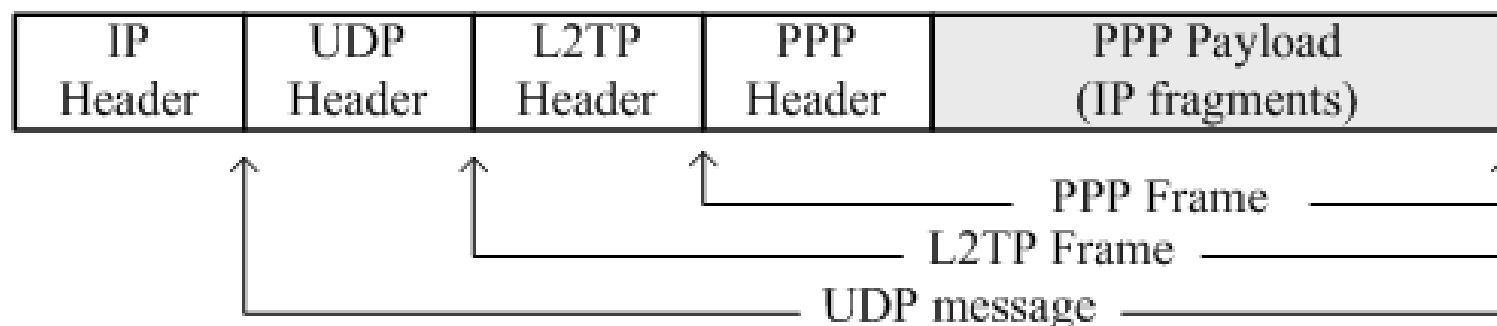 IP Header
UDP Header
L2TP Header
PPP Header
PPP Payload (IP fragments)
PPP Frame
L2TP Frame
UDP message